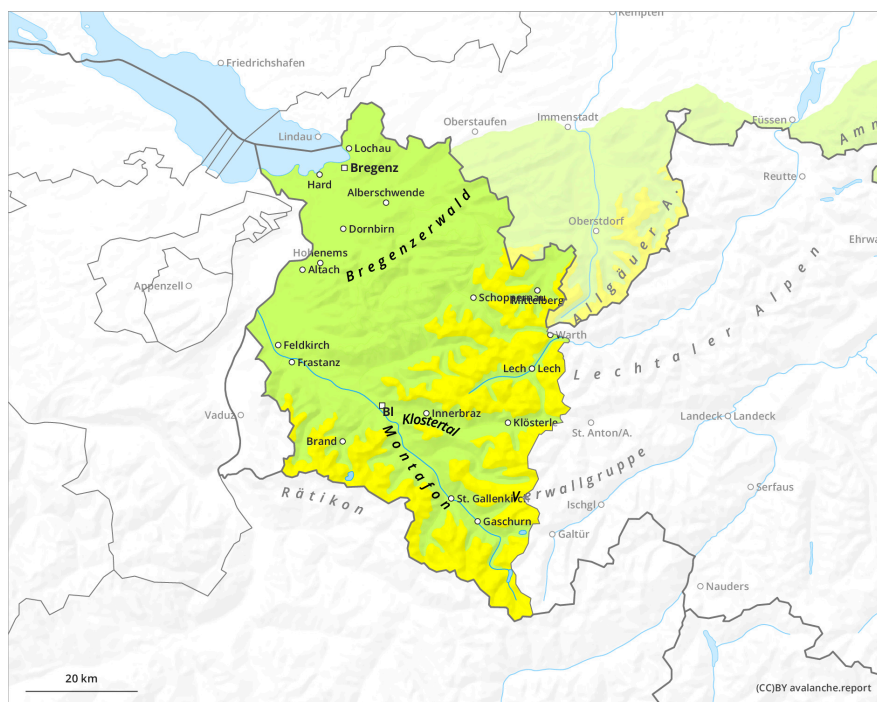 Kempten
Friedrichshafen
Oberstaufen
Immenstadt
Füssen
Lindau
Lochau
Bregenz
Hard
Alberschwende
Reutte
Dornbirn
Oberstdorf
Bregenzerwald
Allgäuer A.
Hohenems
Altach
Appenzell
Schoppernau
Mittelberg
Warth
Feldkirch
Frastanz
Lech
Lech
Lechtaler Alpen
Vaduz
Bl
Klostertal
Innerbraz
Klösterle
St. Anton/A.
Landeck
Landeck
Brand
Montafon
Rätikon
St. Gallenkirch
Verwallgruppe
Serfaus
Ischgl
Gaschurn
Galtür
Nauders
20 km
(CC)BY avalanche.report